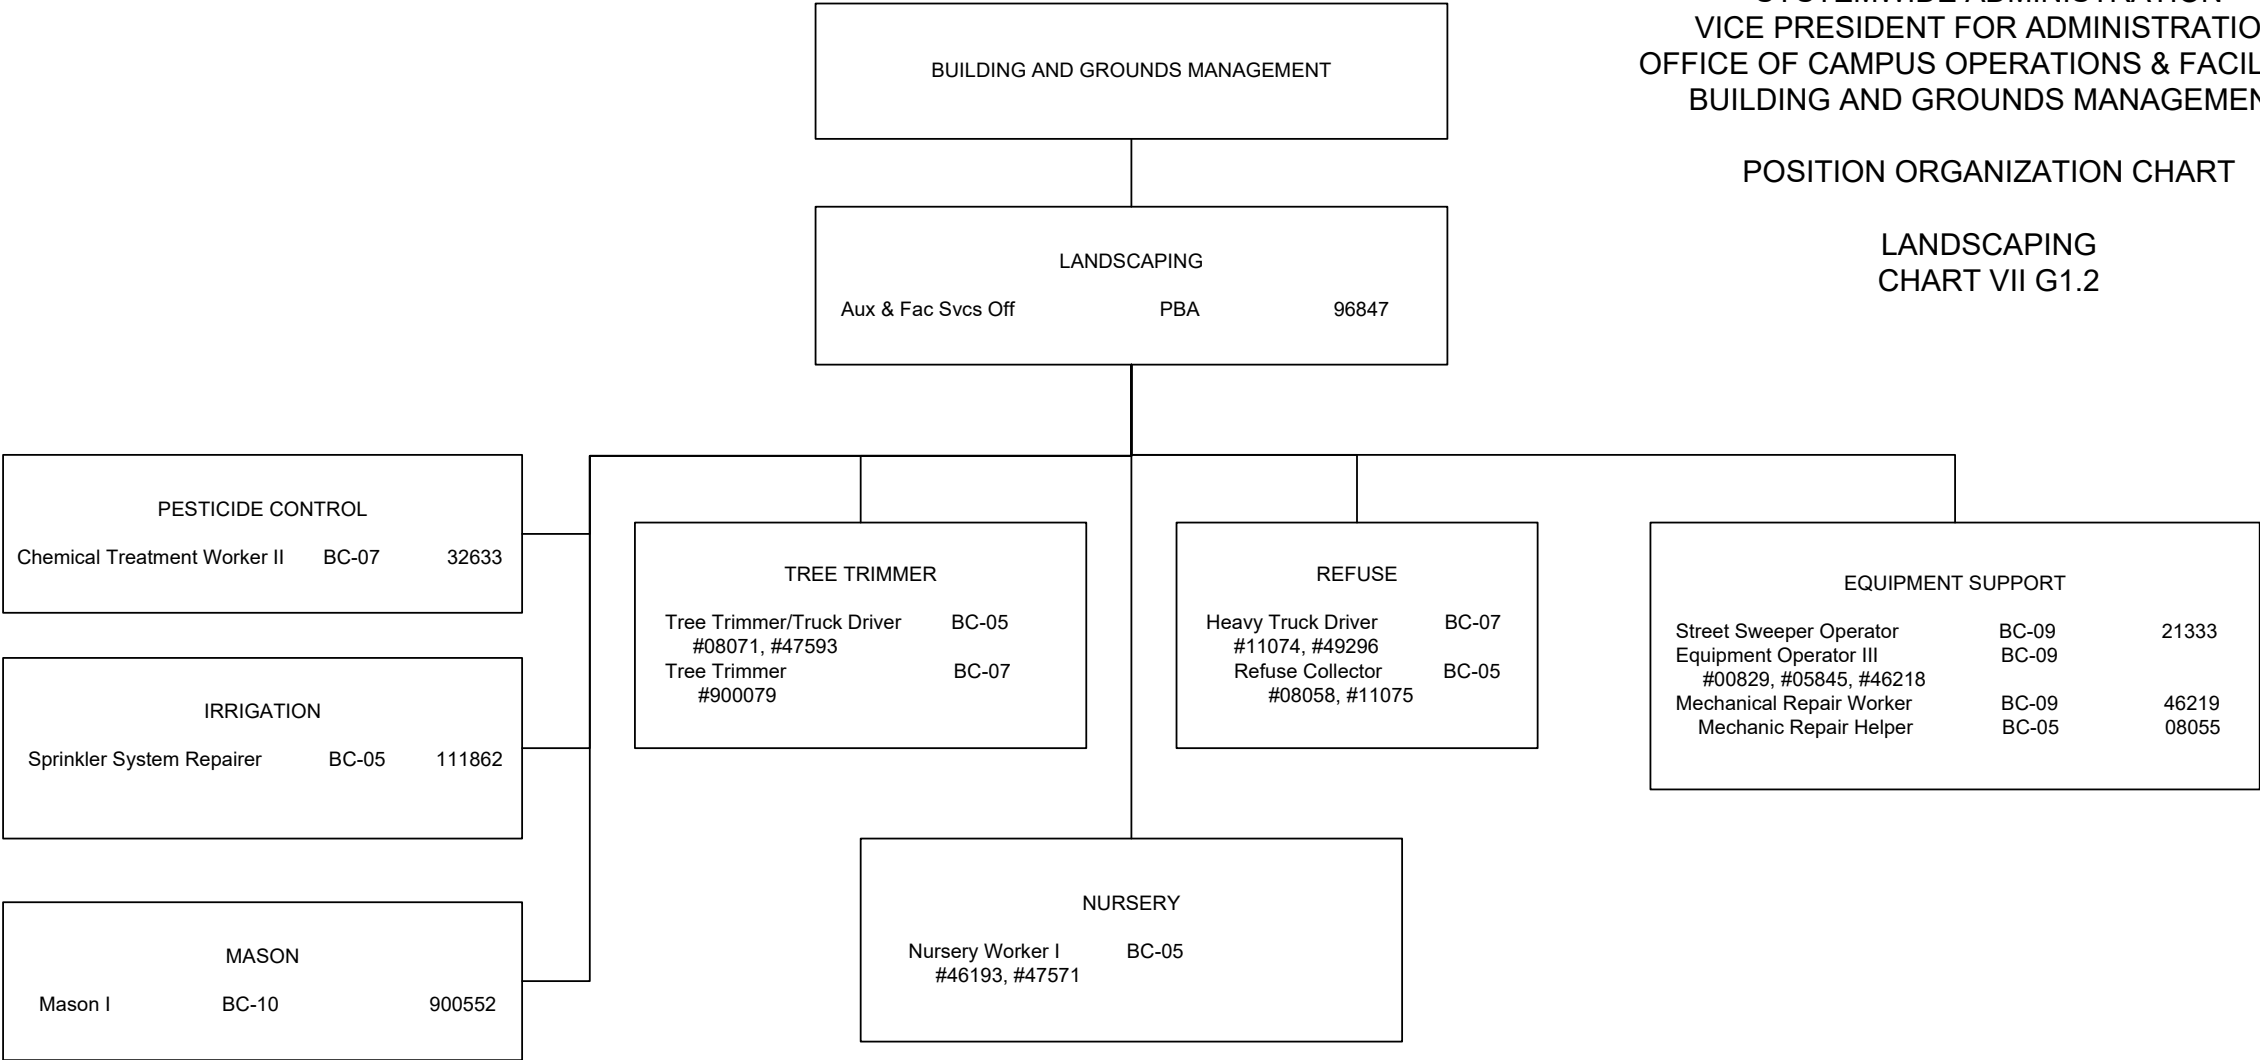 SYSTEMWIDE ADMINISTRATION
VICE PRESIDENT FOR ADMINISTRATIO
OFFICE OF CAMPUS OPERATIONS & FACIL
BUILDING AND GROUNDS MANAGEMEN
POSITION ORGANIZATION CHART
LANDSCAPING
CHART VII G1.2
BUILDING AND GROUNDS MANAGEMENT
LANDSCAPING
Aux & Fac Svcs Off PBA 96847
PESTICIDE CONTROL
Chemical Treatment Worker II BC-07 32633
IRRIGATION
Sprinkler System Repairer BC-05 111862
MASON
Mason I BC-10 900552
TREE TRIMMER
Tree Trimmer/Truck Driver BC-05
#08071, #47593
Tree Trimmer BC-07
#900079
NURSERY
Nursery Worker I BC-05
#46193, #47571
REFUSE
Heavy Truck Driver BC-07
#11074, #49296
Refuse Collector BC-05
#08058, #11075
EQUIPMENT SUPPORT
Street Sweeper Operator BC-09 21333
Equipment Operator III BC-09
#00829, #05845, #46218
Mechanical Repair Worker BC-09 46219
Mechanic Repair Helper BC-05 08055